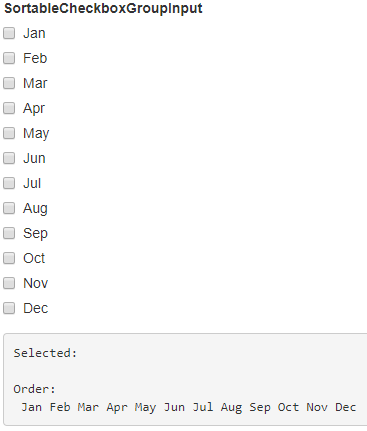 SortableCheckboxGroupInput
Jan
Feb
Mar
Apr
May
Jun
Jul
Aug
Sep
Oct
Nov
Dec
Selected:
Order:
Jan Feb Mar Apr May Jun Jul Aug Sep Oct Nov Dec